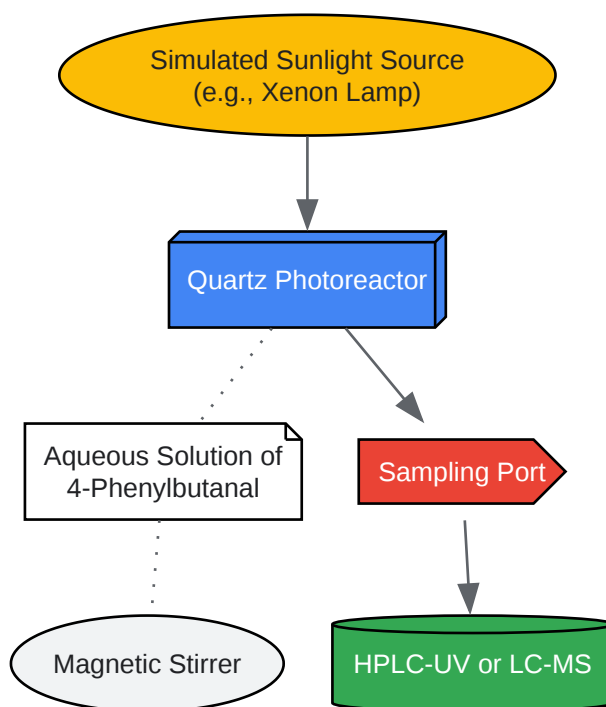 Simulated Sunlight Source
(e.g., Xenon Lamp)
Quartz Photoreactor
Aqueous Solution of
4-Phenylbutanal
Sampling Port
Magnetic Stirrer
HPLC-UV or LC-MS